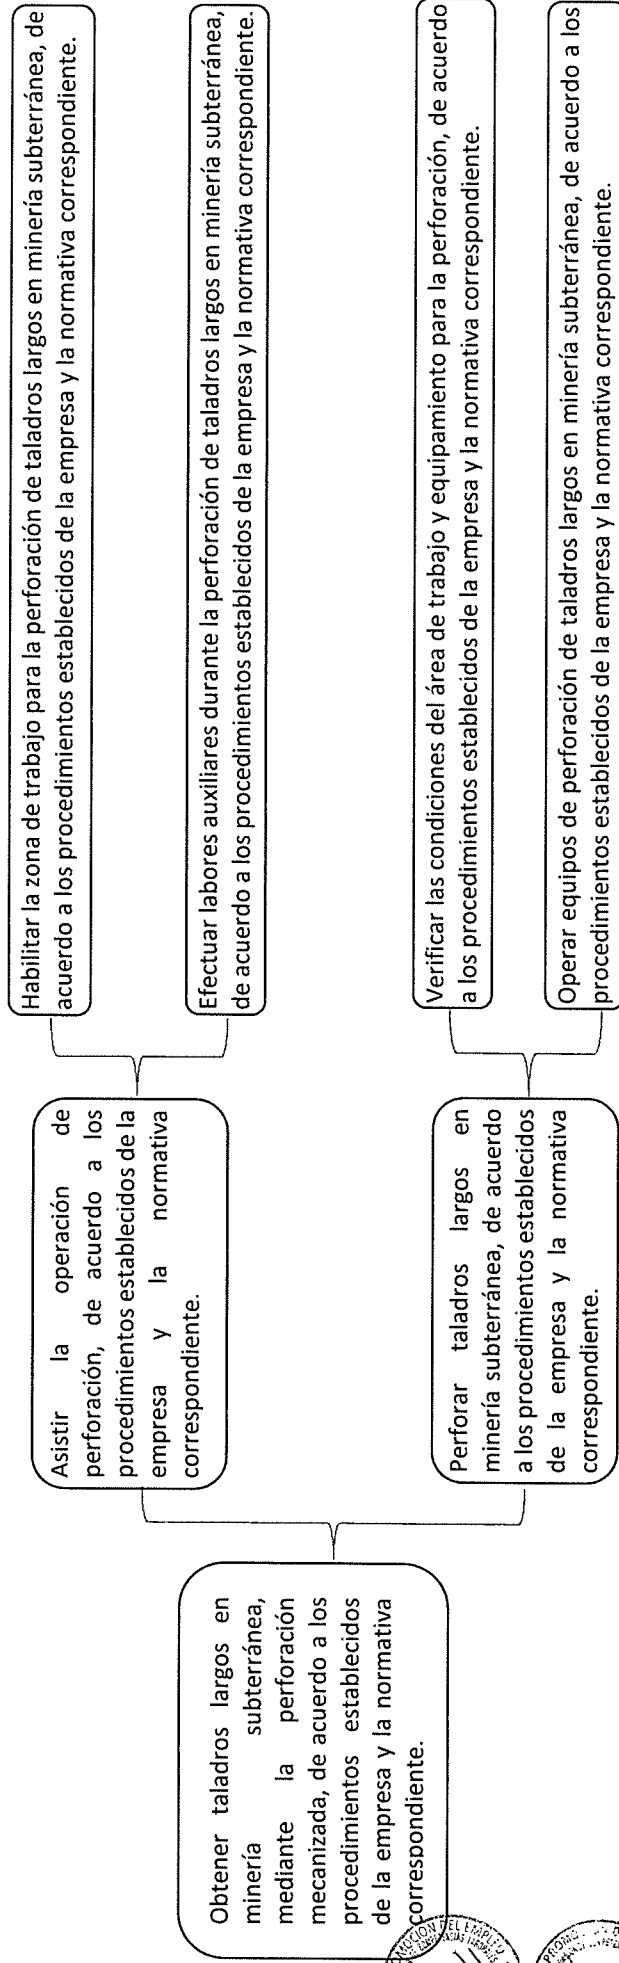 Obtener taladros largos en
minería subterránea,
mediante la perforación
mecanizada, de acuerdo a los
procedimientos establecidos
de la empresa y la normativa
correspondiente.
Asistir la operación de
perforación, de acuerdo a los
procedimientos establecidos de la
empresa y la normativa
correspondiente.
Perforar taladros largos en
minería subterránea, de acuerdo
a los procedimientos establecidos
de la empresa y la normativa
correspondiente.
Habilitar la zona de trabajo para la perforación de taladros largos en minería subterránea, de
acuerdo a los procedimientos establecidos de la empresa y la normativa correspondiente.
Efectuar labores auxiliares durante la perforación de taladros largos en minería subterránea,
de acuerdo a los procedimientos establecidos de la empresa y la normativa correspondiente.
Verificar las condiciones del área de trabajo y equipamiento para la perforación, de acuerdo
a los procedimientos establecidos de la empresa y la normativa correspondiente.
Operar equipos de perforación de taladros largos en minería subterránea, de acuerdo a los
procedimientos establecidos de la empresa y la normativa correspondiente.
DEL EMPLEO